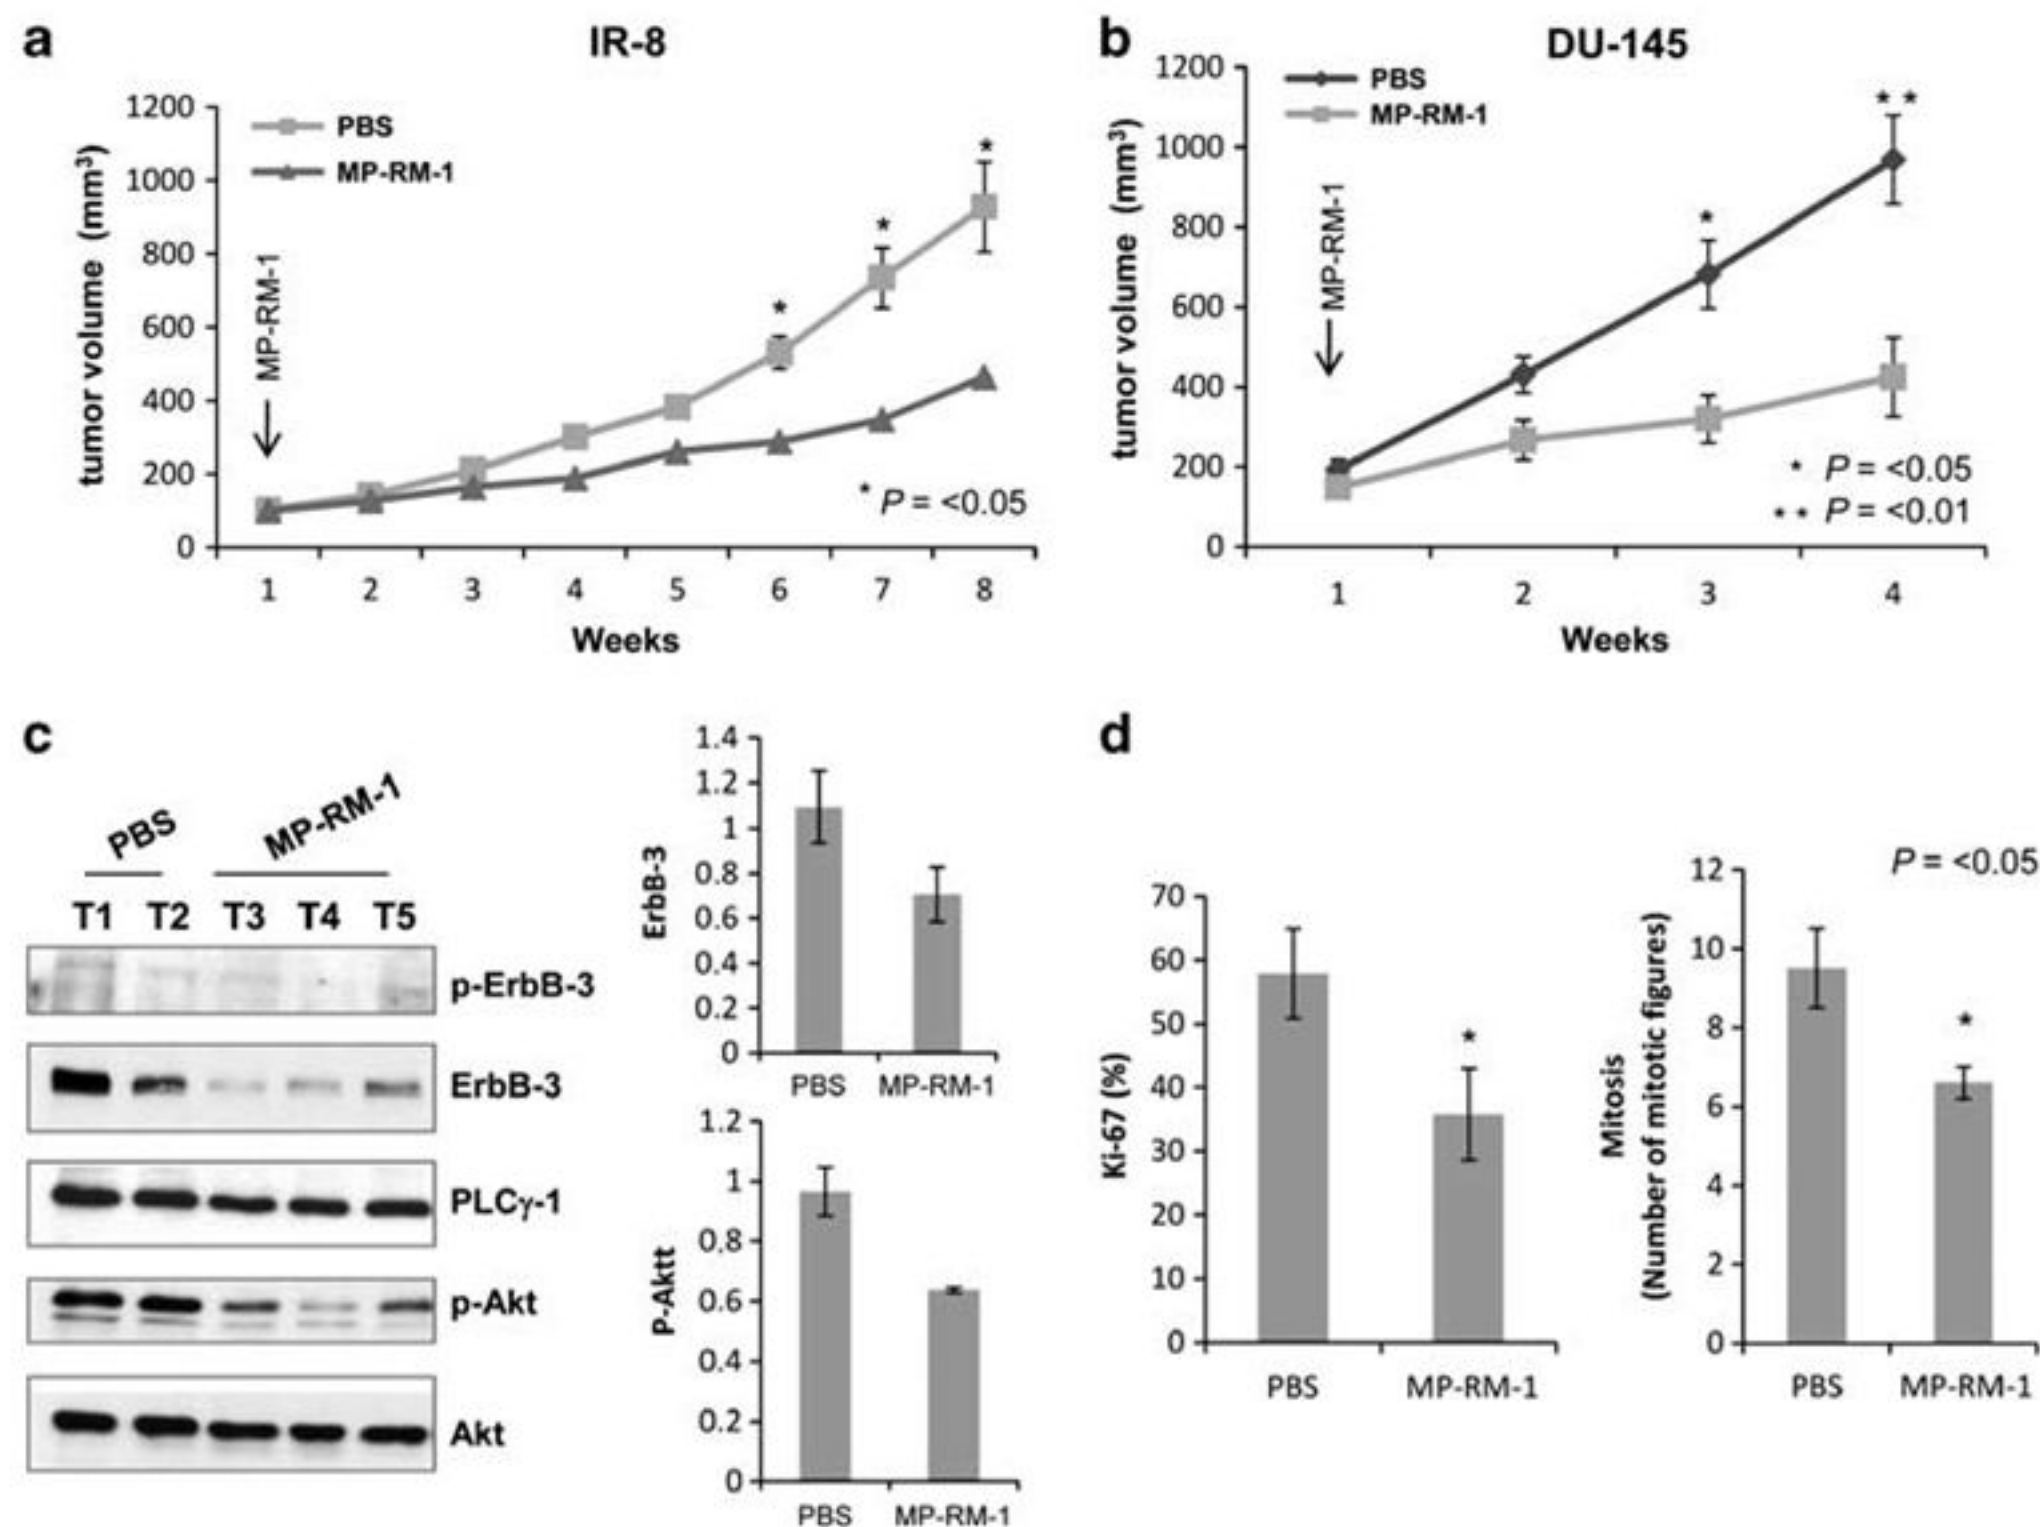 a
IR-8
tumor volume (mm³)
1200
1000
800
600
400
200
0
PBS
MP-RM-1
MP-RM-1
*
*
*
* P = <0.05
1 2 3 4 5 6 7 8
Weeks
b
DU-145
tumor volume (mm³)
1200
1000
800
600
400
200
0
PBS
MP-RM-1
MP-RM-1
*
**
* P = <0.05
** P = <0.01
1 2 3 4
Weeks
c
PBS MP-RM-1
T1 T2 T3 T4 T5
p-ErbB-3
ErbB-3
PLCγ-1
p-Akt
Akt
ErbB-3
1.4
1.2
1
0.8
0.6
0.4
0.2
0
PBS MP-RM-1
P-Aktt
1.2
1
0.8
0.6
0.4
0.2
0
PBS MP-RM-1
d
Ki-67 (%)
70
60
50
40
30
20
10
0
*
PBS MP-RM-1
Mitosis
(Number of mitotic figures)
12
10
8
6
4
2
0
P = <0.05
*
PBS MP-RM-1